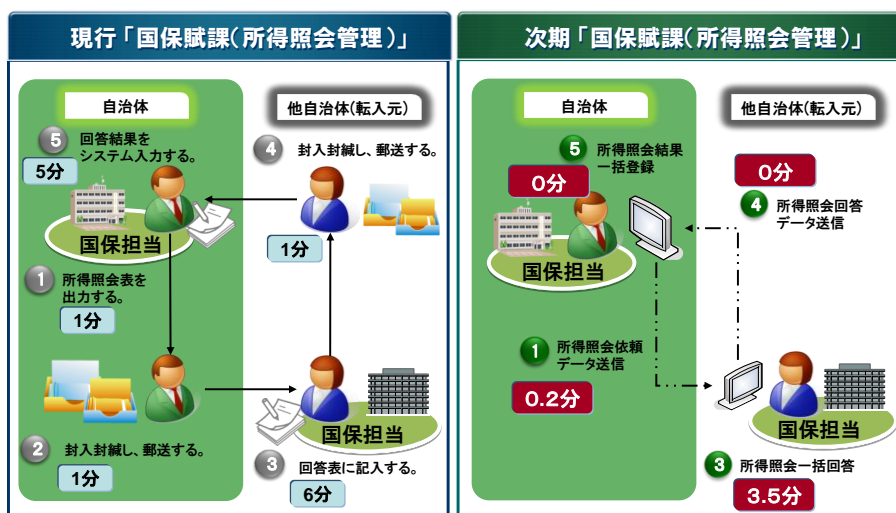 現行「国保賦課(所得照会管理)」
自治体
他自治体(転入元)
5 回答結果を
システム入力する。
5分
4 封入封緘し、郵送する。
1分
国保担当
1 所得照会表を
出力する。
1分
2 封入封緘し、郵送する。
1分
国保担当
3 回答表に記入する。
6分
次期「国保賦課(所得照会管理)」
自治体
他自治体(転入元)
5 所得照会結果
一括登録
0分
0分
4 所得照会回答
データ送信
国保担当
1 所得照会依頼
データ送信
0.2分
国保担当
3 所得照会一括回答
3.5分